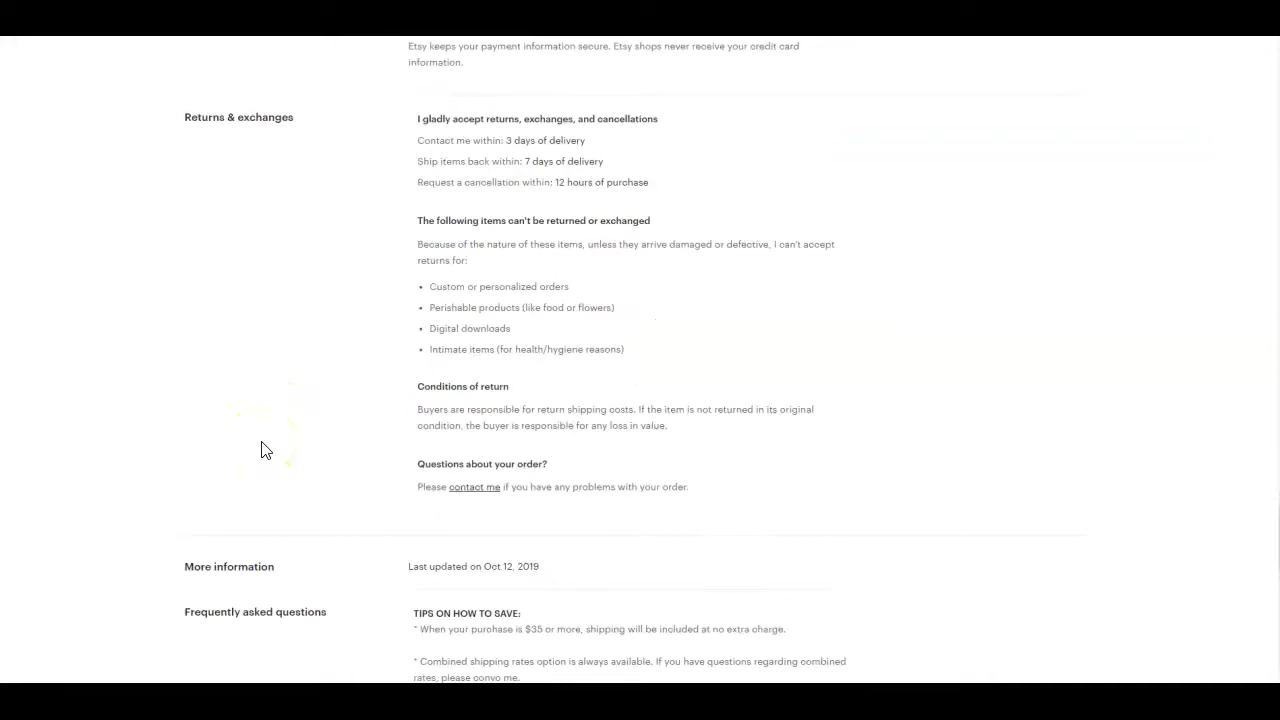 Etsy keeps your payment information secure. Etsy shops never receive your credit card
information.
Returns & exchanges
I gladly accept returns, exchanges, and cancellations
Contact me within: 3 days of delivery
Ship items back within: 7 days of delivery
Request a cancellation within: 12 hours of purchase
The following items can't be returned or exchanged
Because of the nature of these items, unless they arrive damaged or defective, I can't accept
returns for:
• Custom or personalized orders
• Perishable products (like food or flowers)
• Digital downloads
• Intimate items (for health/hygiene reasons)
Conditions of return
Buyers are responsible for return shipping costs. If the item is not returned in its original
condition, the buyer is responsible for any loss in value.
Questions about your order?
Please contact me if you have any problems with your order.
More information
Last updated on Oct 12, 2019
Frequently asked questions
TIPS ON HOW TO SAVE:
* When your purchase is $35 or more, shipping will be included at no extra charge.
* Combined shipping rates option is always available. If you have questions regarding combined
rates, please convo me.